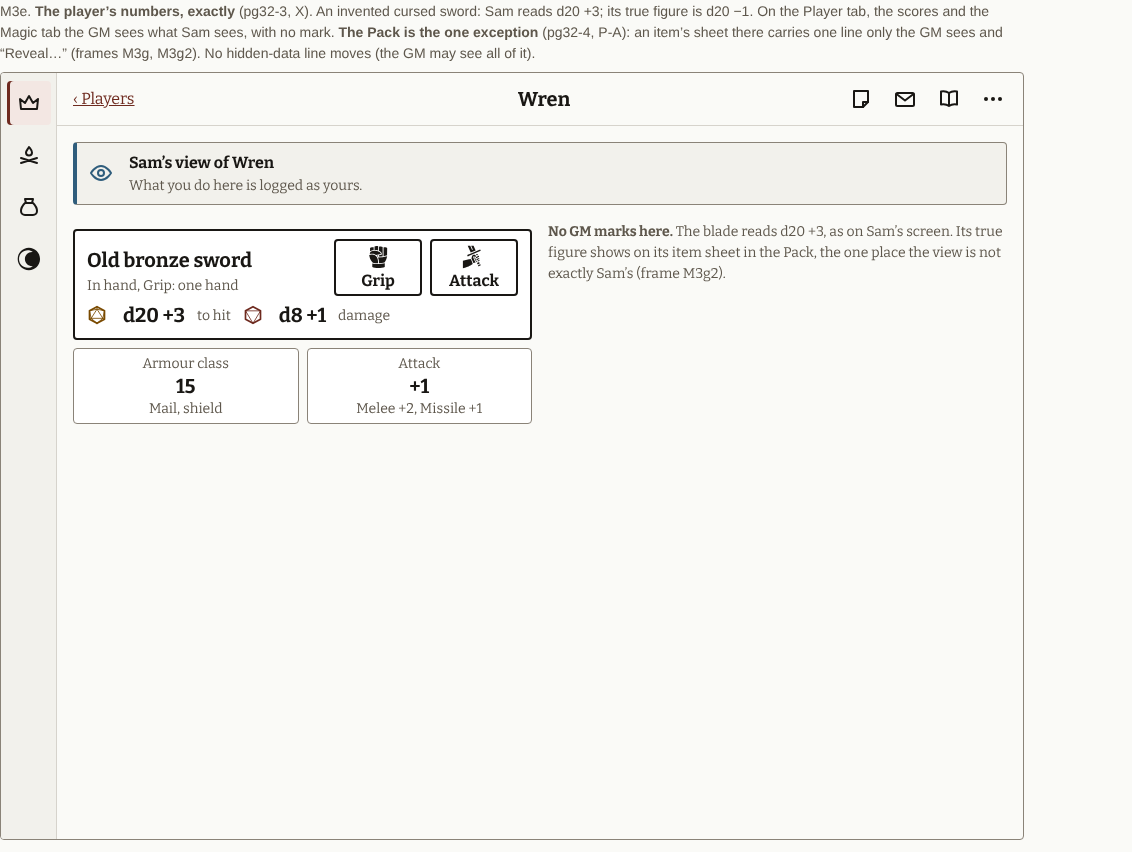 M3e. The player’s numbers, exactly (pg32-3, X). An invented cursed sword: Sam reads d20 +3; its true figure is d20 −1. On the Player tab, the scores and the
Magic tab the GM sees what Sam sees, with no mark. The Pack is the one exception (pg32-4, P-A): an item’s sheet there carries one line only the GM sees and
“Reveal…” (frames M3g, M3g2). No hidden-data line moves (the GM may see all of it).
‹ Players
Wren
Sam’s view of Wren
What you do here is logged as yours.
Old bronze sword
In hand, Grip: one hand
Grip
Attack
d20 +3 to hit d8 +1 damage
Armour class
15
Mail, shield
Attack
+1
Melee +2, Missile +1
No GM marks here. The blade reads d20 +3, as on Sam’s screen. Its true
figure shows on its item sheet in the Pack, the one place the view is not
exactly Sam’s (frame M3g2).